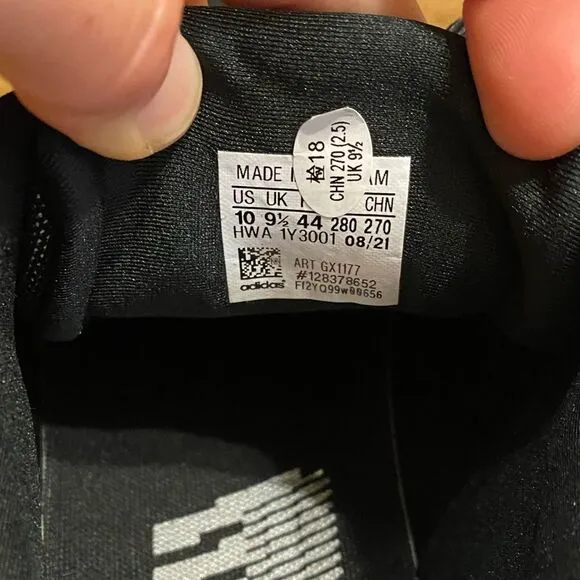 检18
CHN 270 (2.5)
UK 9½
MADE
US UK CHN
10 9½ 44 280 270
HWA 1Y3001 08/21
ART GX1177
#128378652
adidas